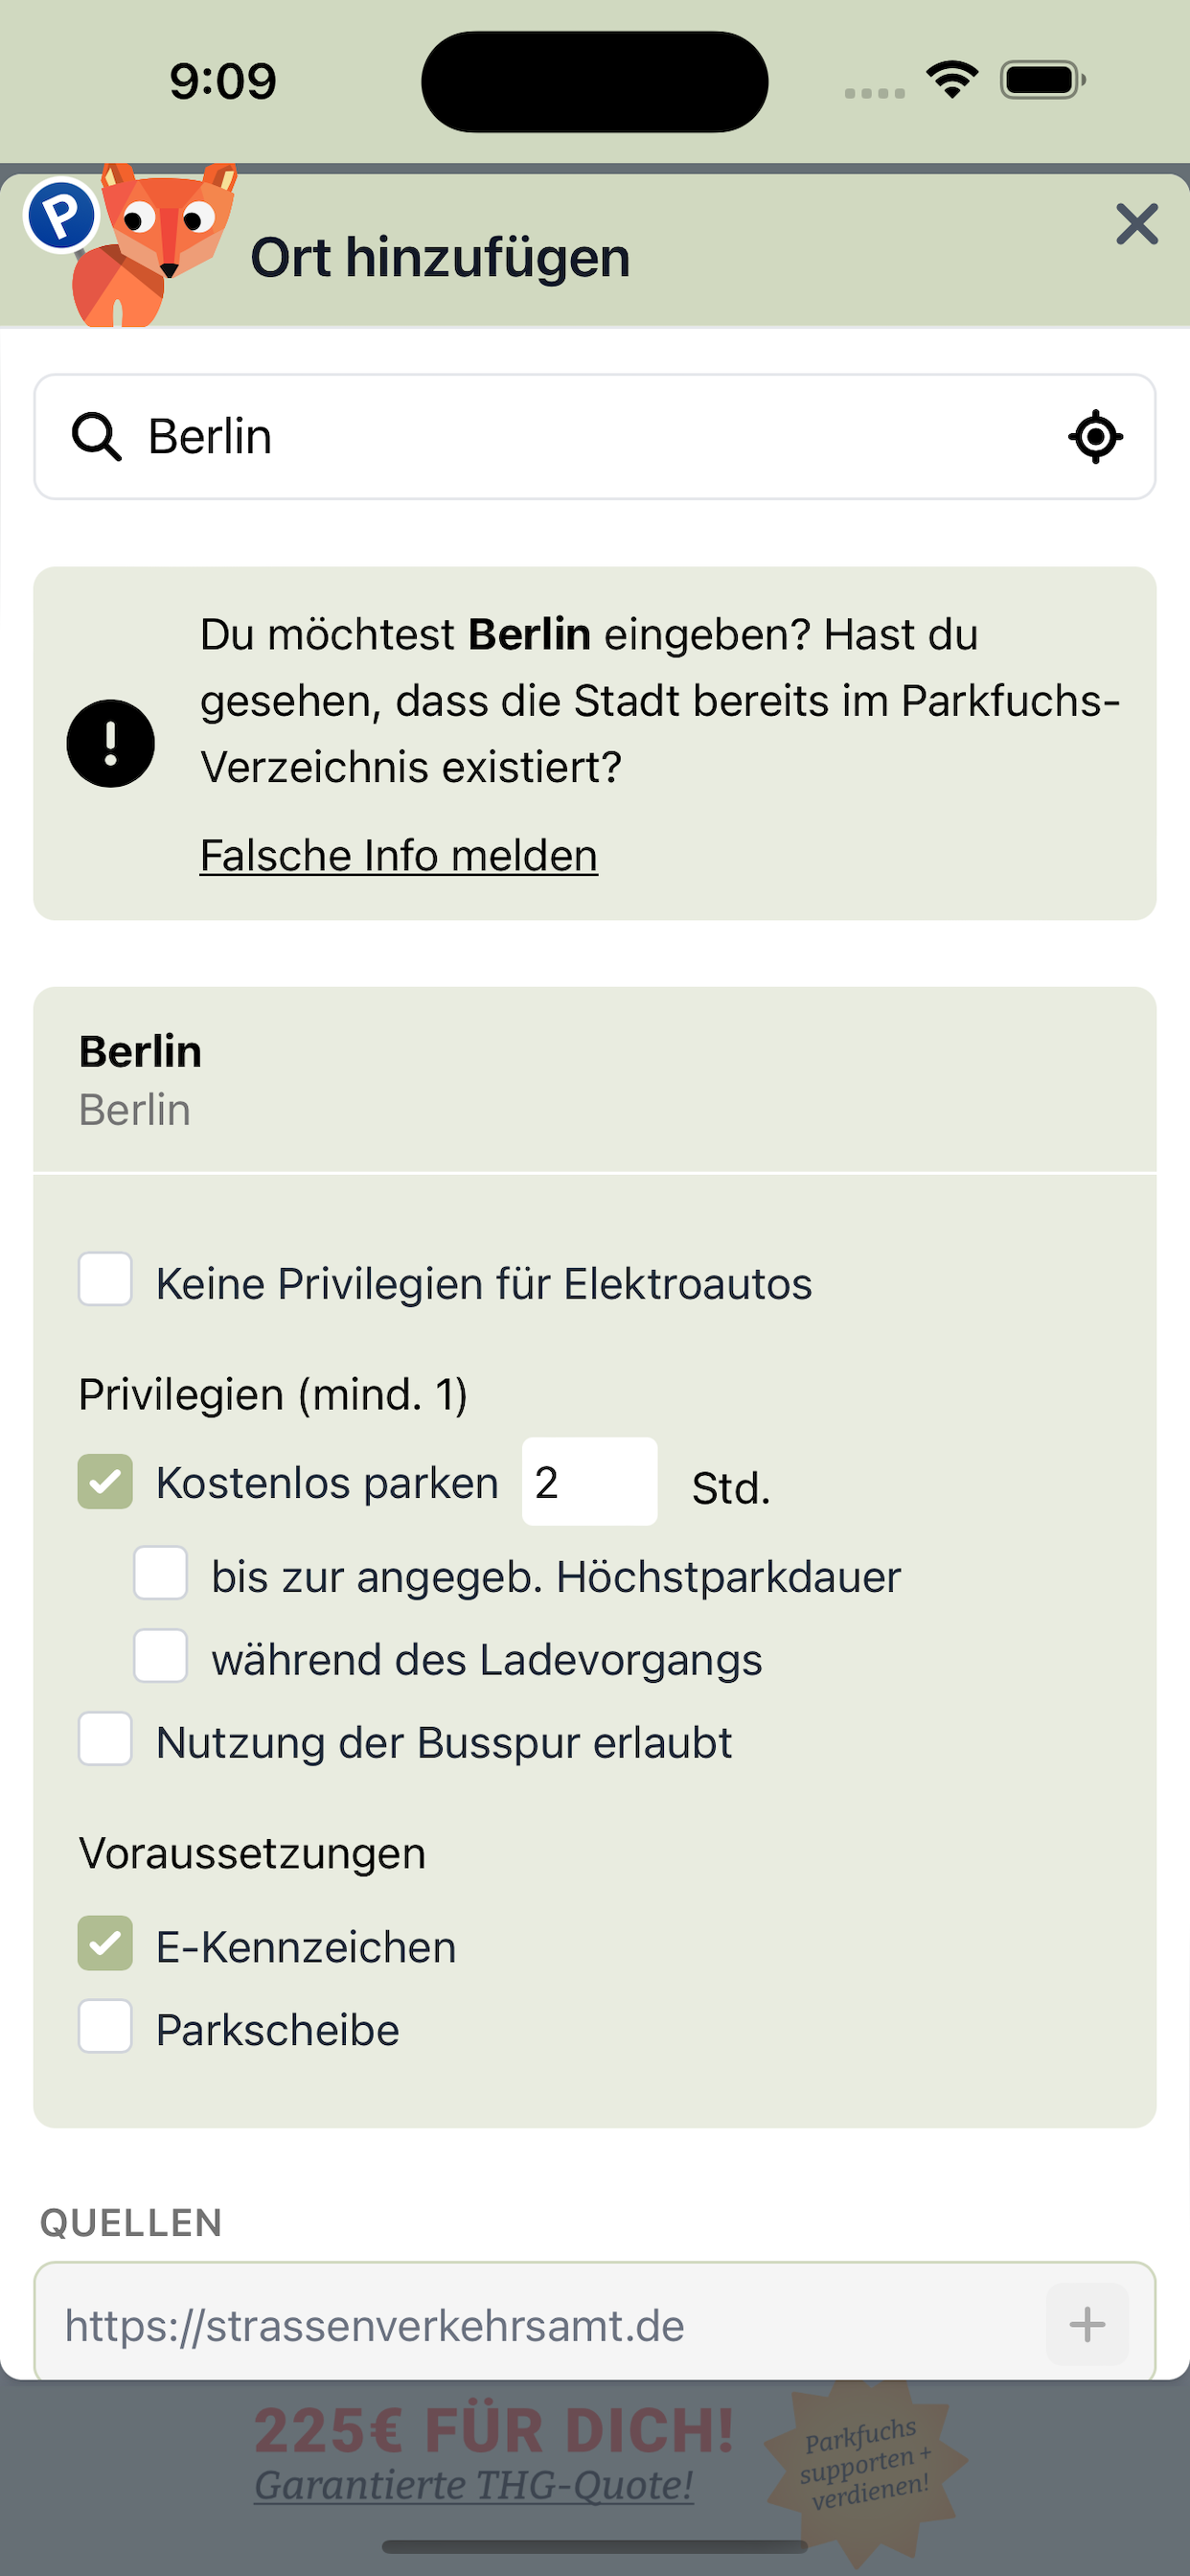 9:09
P
Ort hinzufügen
Berlin
Du möchtest Berlin eingeben? Hast du
gesehen, dass die Stadt bereits im Parkfuchs-
Verzeichnis existiert?
Falsche Info melden
Berlin
Berlin
Keine Privilegien für Elektroautos
Privilegien (mind. 1)
Kostenlos parken 2 Std.
bis zur angegeb. Höchstparkdauer
während des Ladevorgangs
Nutzung der Busspur erlaubt
Voraussetzungen
E-Kennzeichen
Parkscheibe
QUELLEN
https://strassenverkehrsamt.de
225€ FÜR DICH!
Garantierte THG-Quote!
Parkfuchs
supporten +
verdienen!